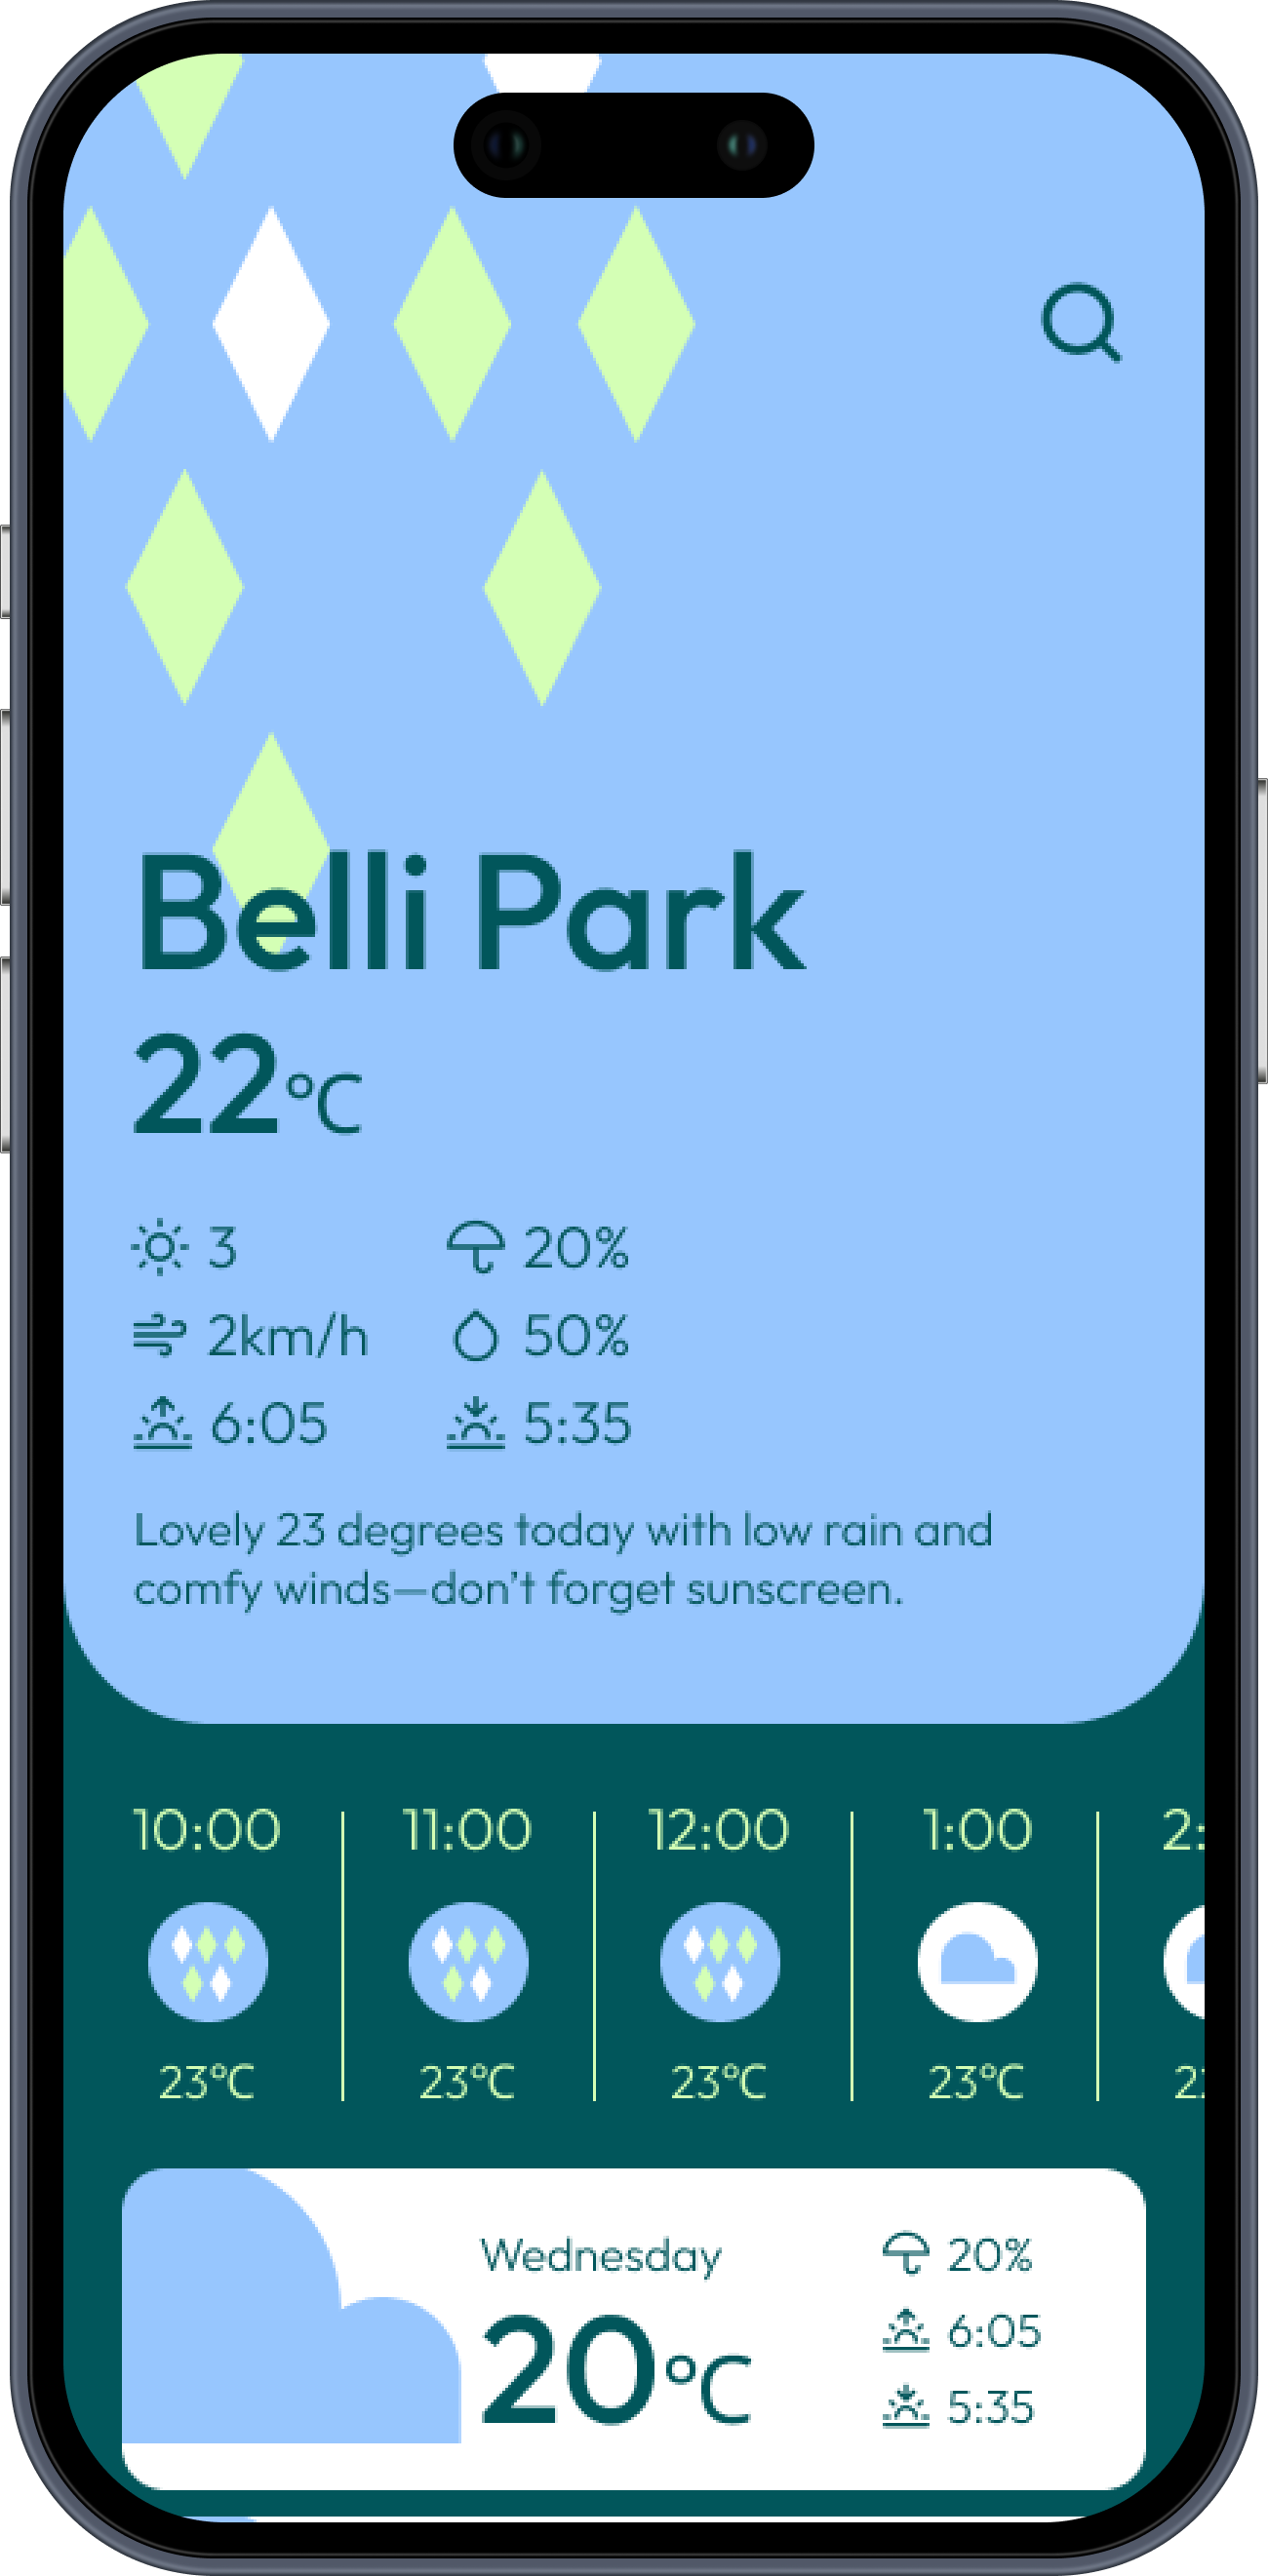 Belli Park
22°C
3 20%
2km/h 50%
6:05 5:35
Lovely 23 degrees today with low rain and
comfy winds—don't forget sunscreen.
10:00 11:00 12:00 1:00 2:
23°C 23°C 23°C 23°C
Wednesday
20°C
20%
6:05
5:35